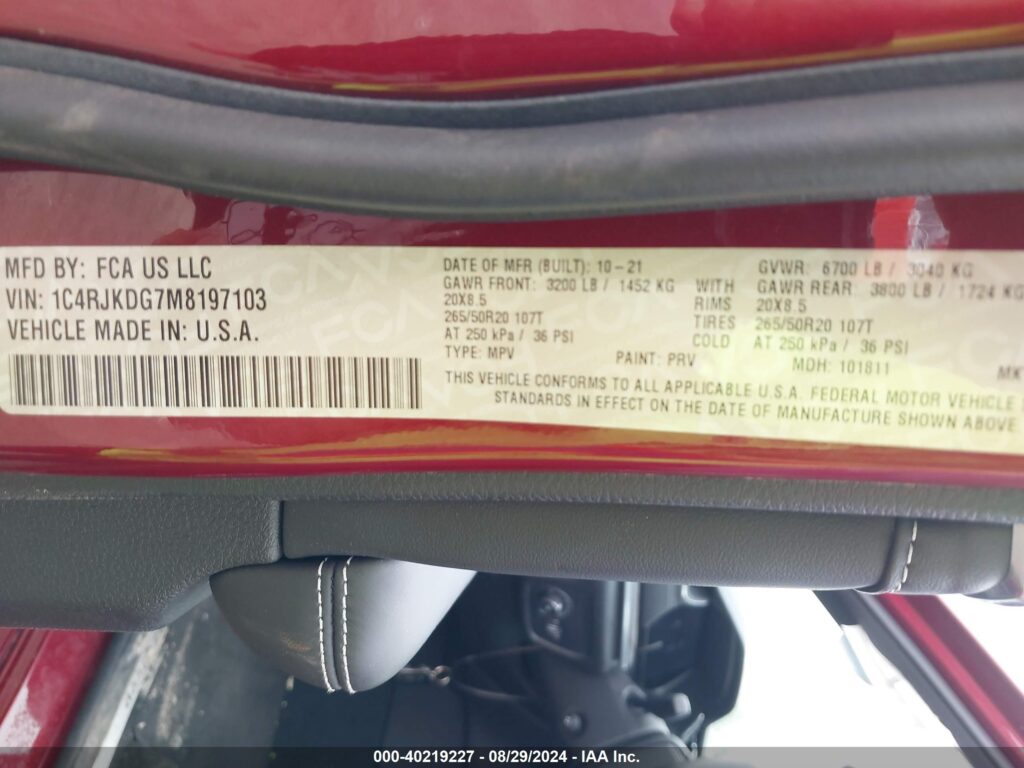 MFD BY: FCA US LLC
VIN: 1C4RJKDG7M8197103
VEHICLE MADE IN: U.S.A.
DATE OF MFR (BUILT): 10-21
GVWR: 6700 LB / 3040 KG
GAWR FRONT: 3200 LB / 1452 KG WITH GAWR REAR: 3800 LB / 1724 KG
20X8.5 RIMS 20X8.5
265/50R20 107T TIRES 265/50R20 107T
AT 250 kPa / 36 PSI COLD AT 250 kPa / 36 PSI
TYPE: MPV PAINT: PRV MDH: 101811 MK
THIS VEHICLE CONFORMS TO ALL APPLICABLE U.S.A. FEDERAL MOTOR VEHICLE
STANDARDS IN EFFECT ON THE DATE OF MANUFACTURE SHOWN ABOVE
000-40219227 - 08/29/2024 - IAA Inc.